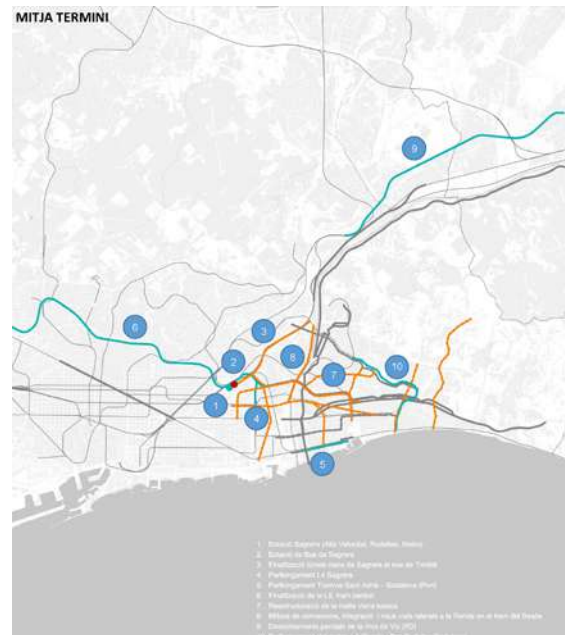 MITJA TERMINI
9
6
3
2
8
7
10
1
4
5
1. Estació Sagrera (Alta Velocitat, Rodalies, Metro)
2. Estació de Bus de Sagrera
3. Finalització túnels viaris de Sagrera al nus de Trinitat
4. Perllongament L4 Sagrera
5. Perllongament Tramvia Sant Adrià – Badalona (Port)
6. Finalització de la L9, tram central
7. Reestructuració de la malla viària bàsica
8. Millora de connexions, integració i nous vials laterals a la Ronda en el tram del Besòs
9. Desdoblament parcial de la línia de Vic (R3)